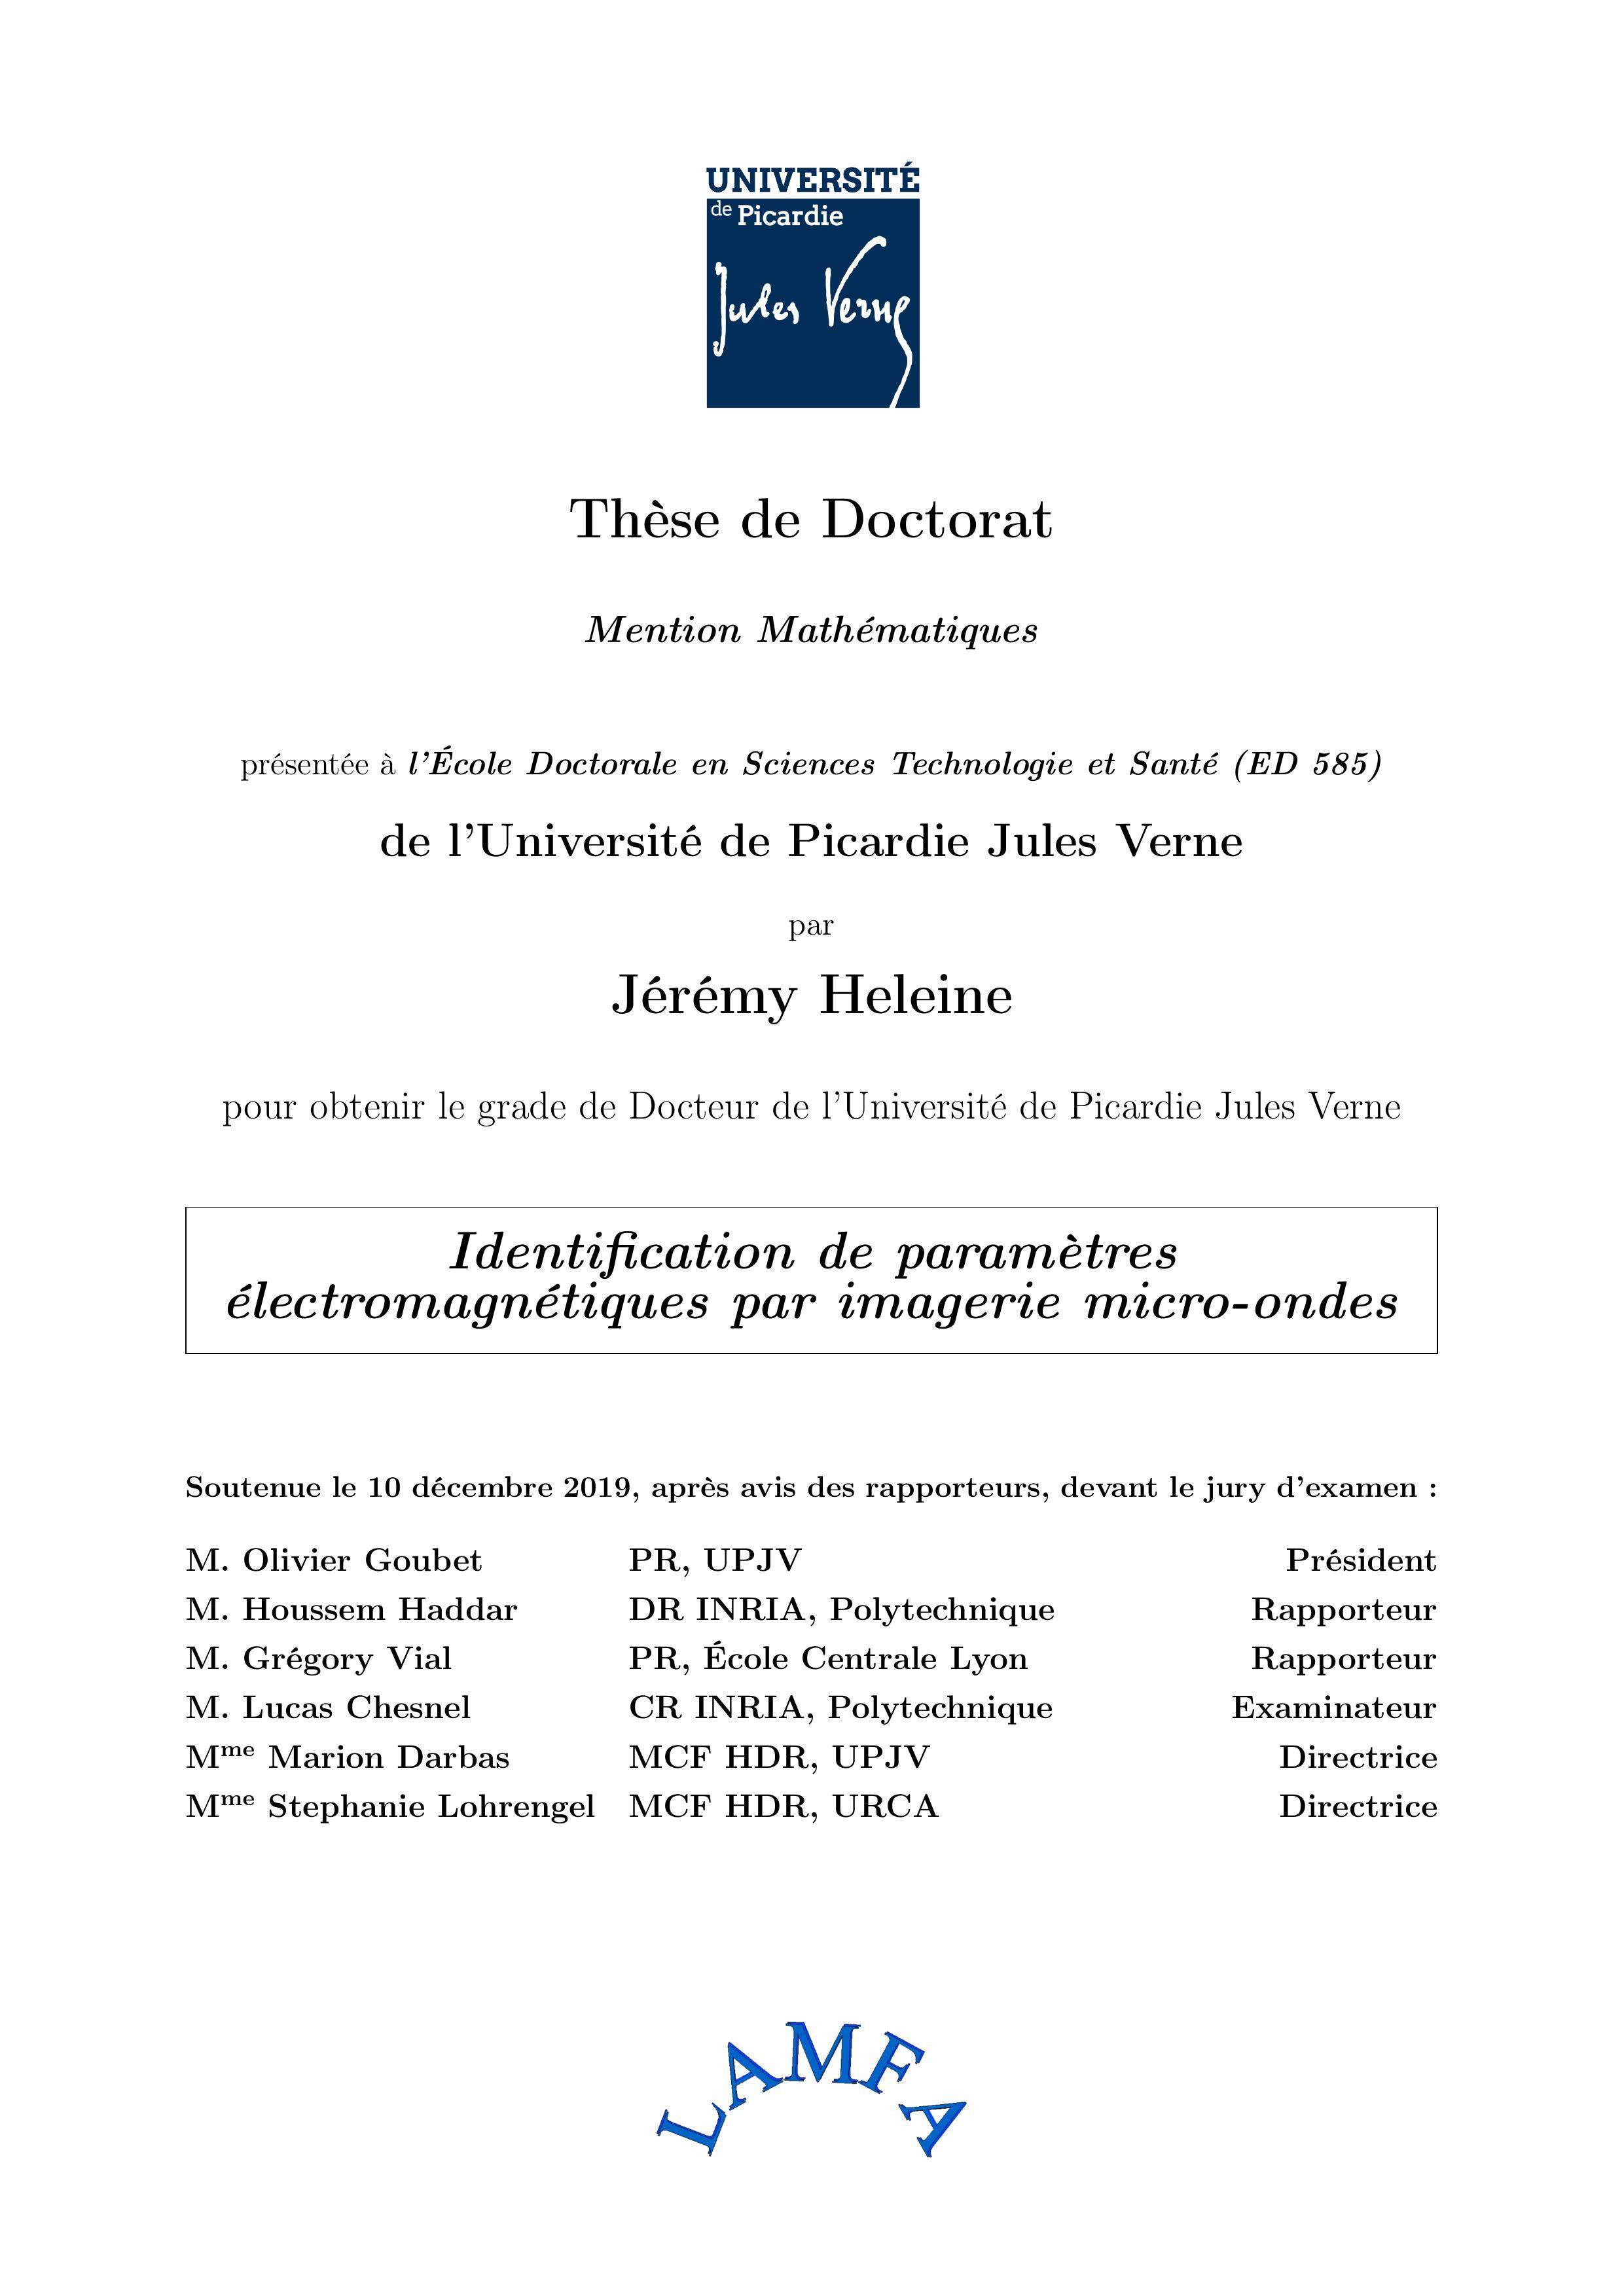 UNIVERSITÉ
de Picardie
Jules Verne
Thèse de Doctorat
Mention Mathématiques
présentée à l'École Doctorale en Sciences Technologie et Santé (ED 585)
de l'Université de Picardie Jules Verne
par
Jérémy Heleine
pour obtenir le grade de Docteur de l'Université de Picardie Jules Verne
Identification de paramètres
électromagnétiques par imagerie micro-ondes
Soutenue le 10 décembre 2019, après avis des rapporteurs, devant le jury d'examen :
M. Olivier Goubet PR, UPJV Président
M. Houssem Haddar DR INRIA, Polytechnique Rapporteur
M. Grégory Vial PR, École Centrale Lyon Rapporteur
M. Lucas Chesnel CR INRIA, Polytechnique Examinateur
Mme Marion Darbas MCF HDR, UPJV Directrice
Mme Stephanie Lohrengel MCF HDR, URCA Directrice
LAMFA